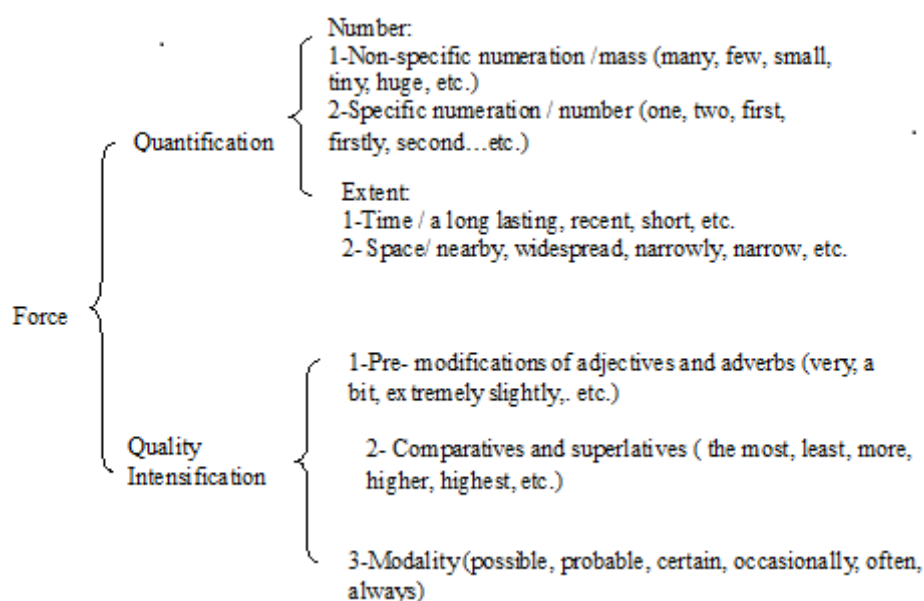 Number:
1-Non-specific numeration /mass (many, few, small,
tiny, huge, etc.)
2-Specific numeration / number (one, two, first,
firstly, second...etc.)
Quantification
Extent:
1-Time / a long lasting, recent, short, etc.
2- Space/ nearby, widespread, narrowly, narrow, etc.
Force
1-Pre- modifications of adjectives and adverbs (very, a
bit, extremely slightly,. etc.)
Quality
Intensification
2- Comparatives and superlatives ( the most, least, more,
higher, highest, etc.)
3-Modality(possible, probable, certain, occasionally, often,
always)